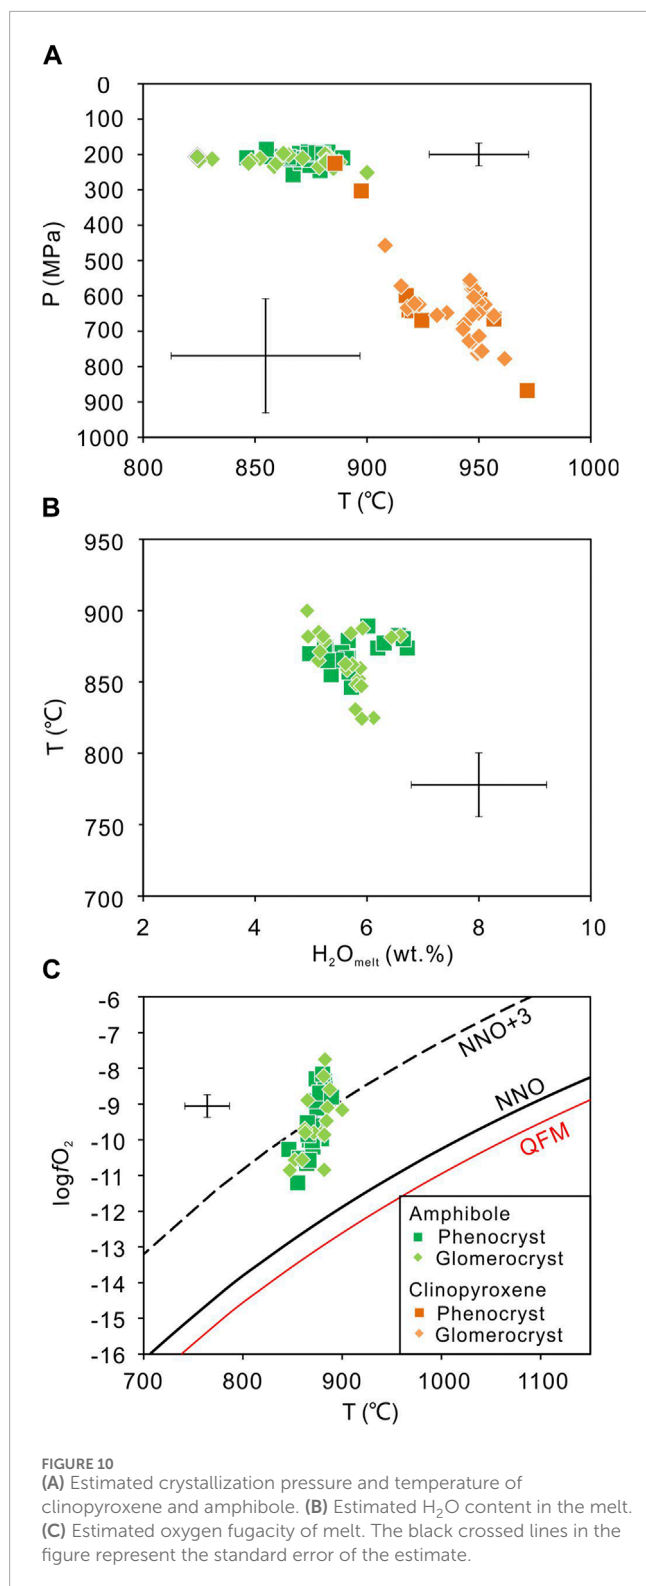 A
0
100
200
300
400
500
600
700
800
900
1000
P (MPa)
800 850 900 950 1000
T (℃)
B
950
900
850
800
750
700
T (℃)
2 4 6 8 10
H₂Omelt (wt.%)
C
-6
-7
-8
-9
-10
-11
-12
-13
-14
-15
-16
logfO₂
NNO+3
NNO
QFM
Amphibole
Phenocryst
Glomerocryst
Clinopyroxene
Phenocryst
Glomerocryst
700 800 900 1000 1100
T (℃)
FIGURE 10
(A) Estimated crystallization pressure and temperature of
clinopyroxene and amphibole. (B) Estimated H₂O content in the melt.
(C) Estimated oxygen fugacity of melt. The black crossed lines in the
figure represent the standard error of the estimate.